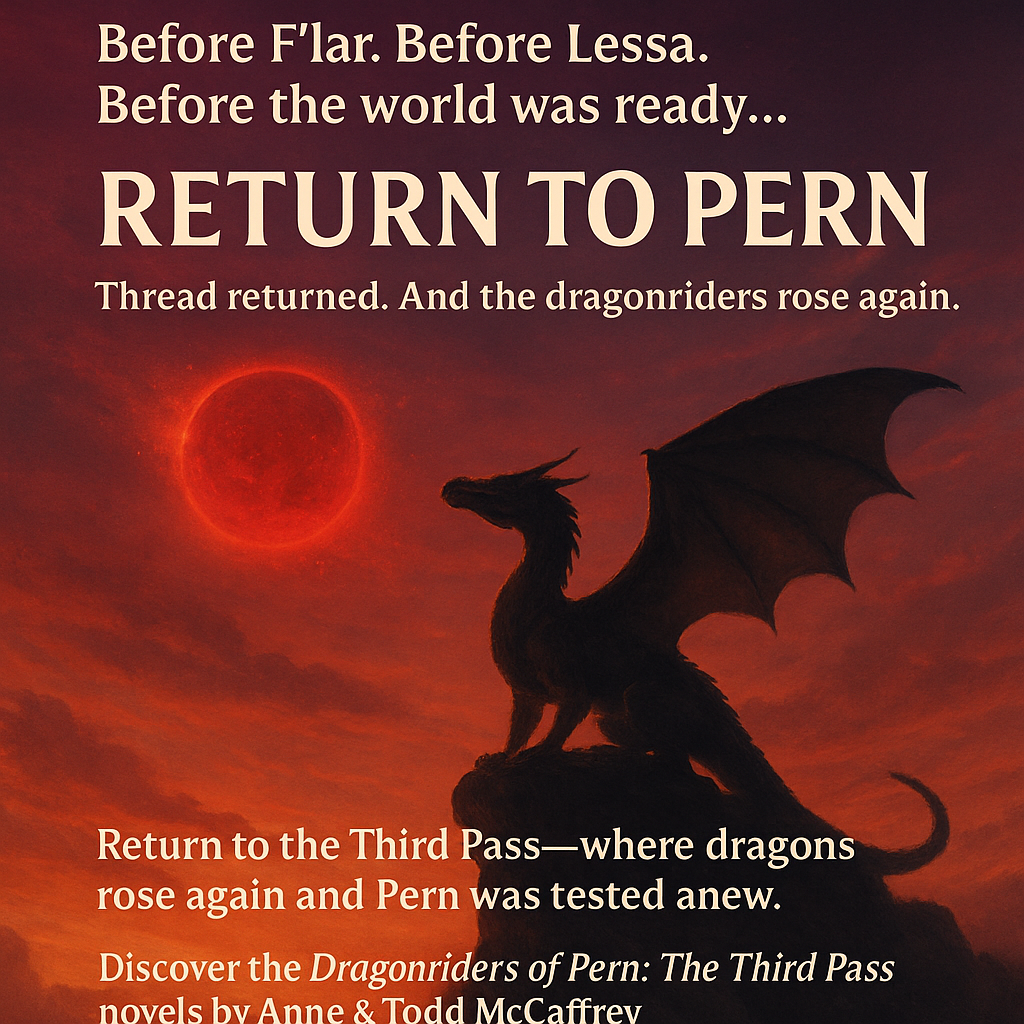 Before F'lar. Before Lessa.
Before the world was ready...
RETURN TO PERN
Thread returned. And the dragonriders rose again.
Return to the Third Pass—where dragons
rose again and Pern was tested anew.
Discover the Dragonriders of Pern: The Third Pass
novels by Anne & Todd McCaffrey